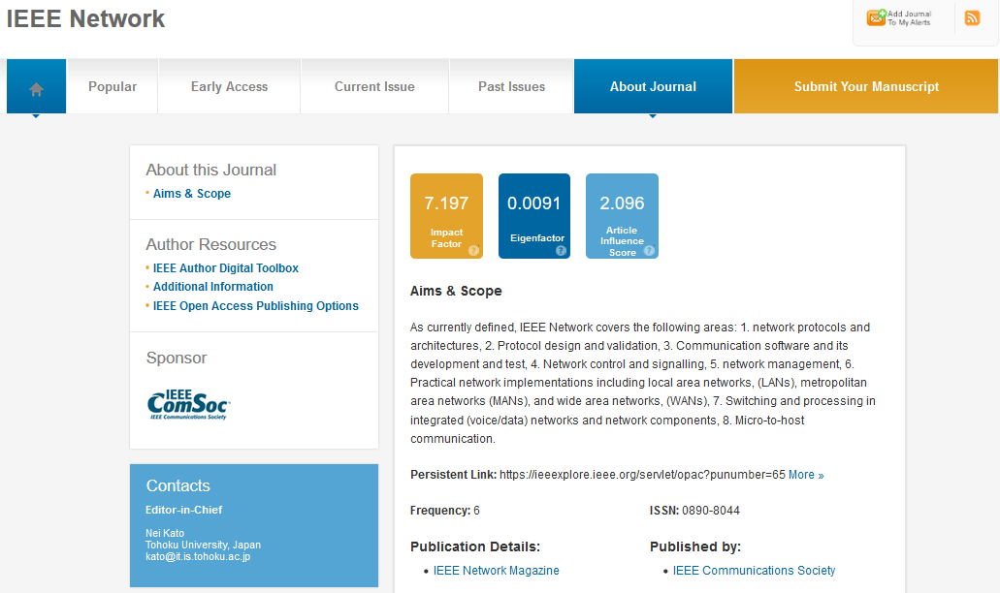 IEEE Network
Add Journal
To My Alerts
Popular
Early Access
Current Issue
Past Issues
About Journal
Submit Your Manuscript
About this Journal
Aims & Scope
Author Resources
IEEE Author Digital Toolbox
Additional Information
IEEE Open Access Publishing Options
Sponsor
IEEE
ComSoc™
IEEE Communications Society
Contacts
Editor-in-Chief
Nei Kato
Tohoku University, Japan
kato@it.is.tohoku.ac.jp
7.197
Impact
Factor
?
0.0091
Eigenfactor
?
2.096
Article
Influence
Score
?
Aims & Scope
As currently defined, IEEE Network covers the following areas: 1. network protocols and
architectures, 2. Protocol design and validation, 3. Communication software and its
development and test, 4. Network control and signalling, 5. network management, 6.
Practical network implementations including local area networks, (LANs), metropolitan
area networks (MANs), and wide area networks, (WANs), 7. Switching and processing in
integrated (voice/data) networks and network components, 8. Micro-to-host
communication.
Persistent Link: https://ieeexplore.ieee.org/servlet/opac?punumber=65 More »
Frequency: 6
ISSN: 0890-8044
Publication Details:
• IEEE Network Magazine
Published by:
• IEEE Communications Society